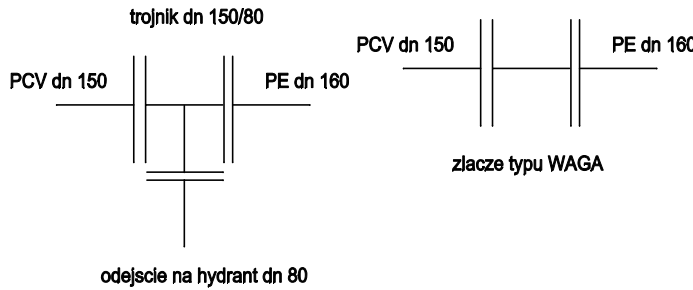 trojnik dn 150/80
PCV dn 150
PE dn 160
odejscie na hydrant dn 80
PCV dn 150
PE dn 160
zlacze typu WAGA